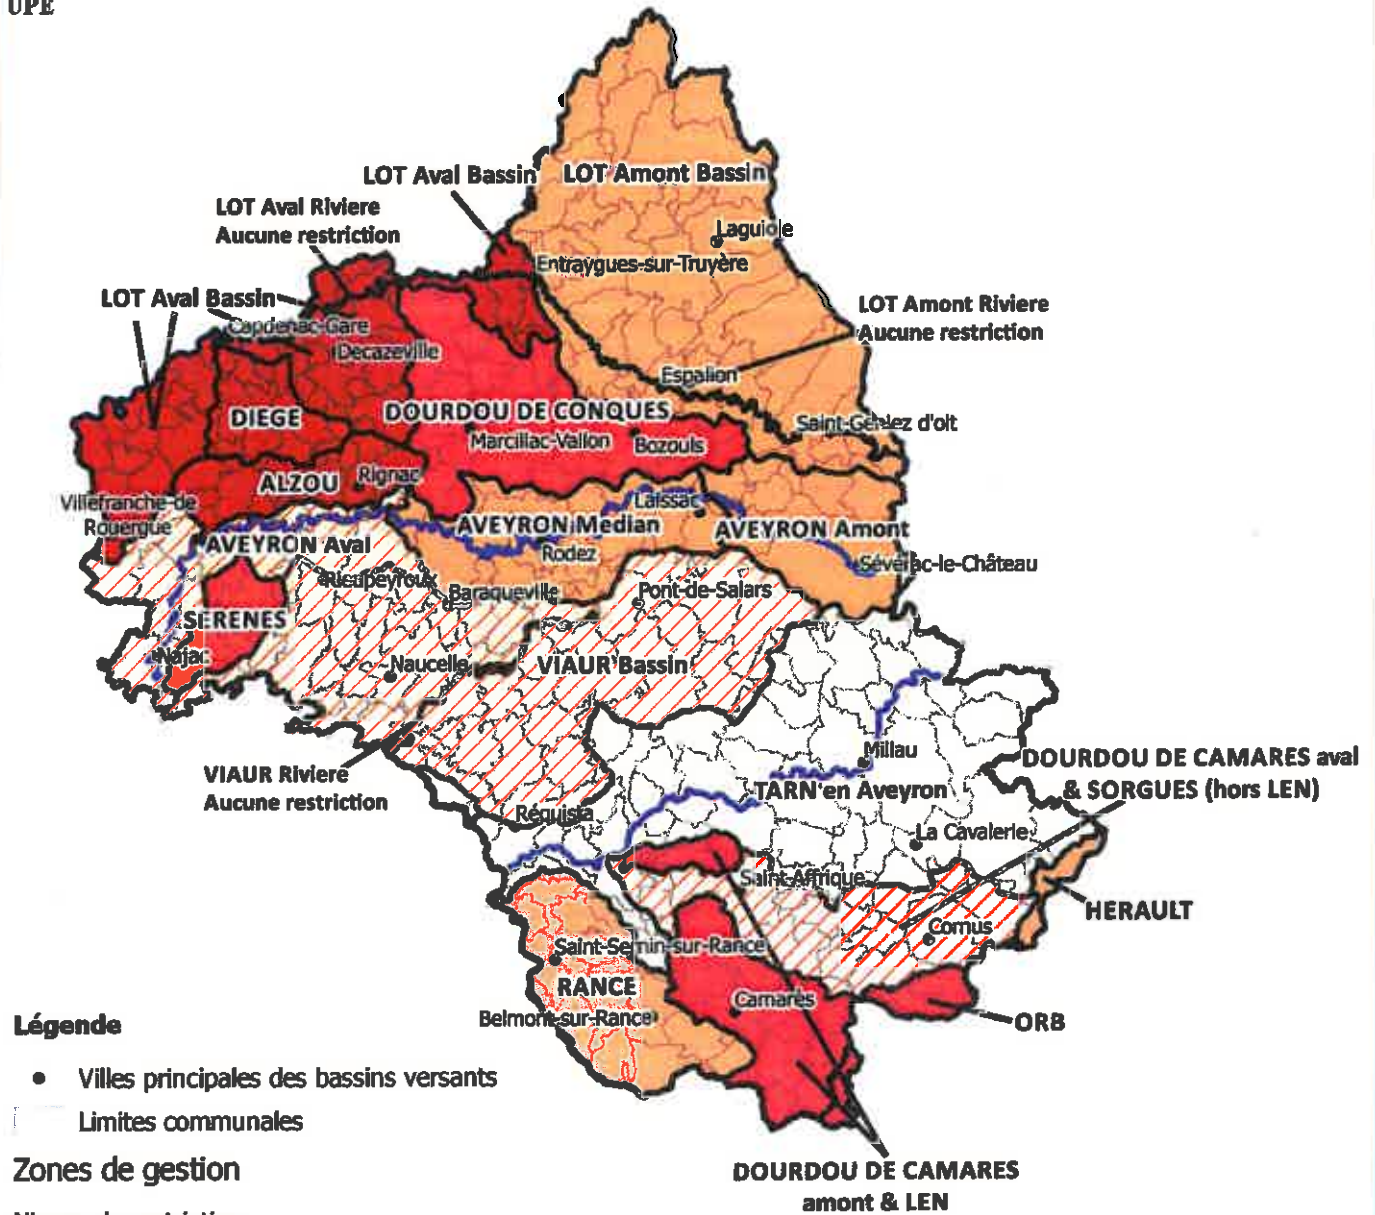 UPE
LOT Aval Bassin
LOT Amont Bassin
LOT Aval Riviere
Aucune restriction
Laguiole
Entraygues-sur-Truyère
LOT Aval Bassin
LOT Amont Riviere
Aucune restriction
Capdenac-Gare
Decazeville
Espalion
DIEGE
DOURDOU DE CONQUES
Saint-Geniez d'olt
Marcillac-Vallon
Bozouls
ALZOU
Rignac
Villefranche-de
Rouergue
Laissac
AVEYRON Median
AVEYRON Amont
AVEYRON Aval
Rodez
Séverac-le-Château
Rieupeyroux
Baraqueville
Pont-de-Salars
SERENES
Najac
Naucelle
VIAUR Bassin
Millau
DOURDOU DE CAMARES aval
& SORGUES (hors LEN)
VIAUR Riviere
Aucune restriction
TARN en Aveyron
Réquista
La Cavalerie
Saint-Affrique
HERAULT
Cornus
Saint-Sernin-sur-Rance
RANCE
Camarès
Belmont-sur-Rance
ORB
Légende
Villes principales des bassins versants
Limites communales
Zones de gestion
DOURDOU DE CAMARES
amont & LEN